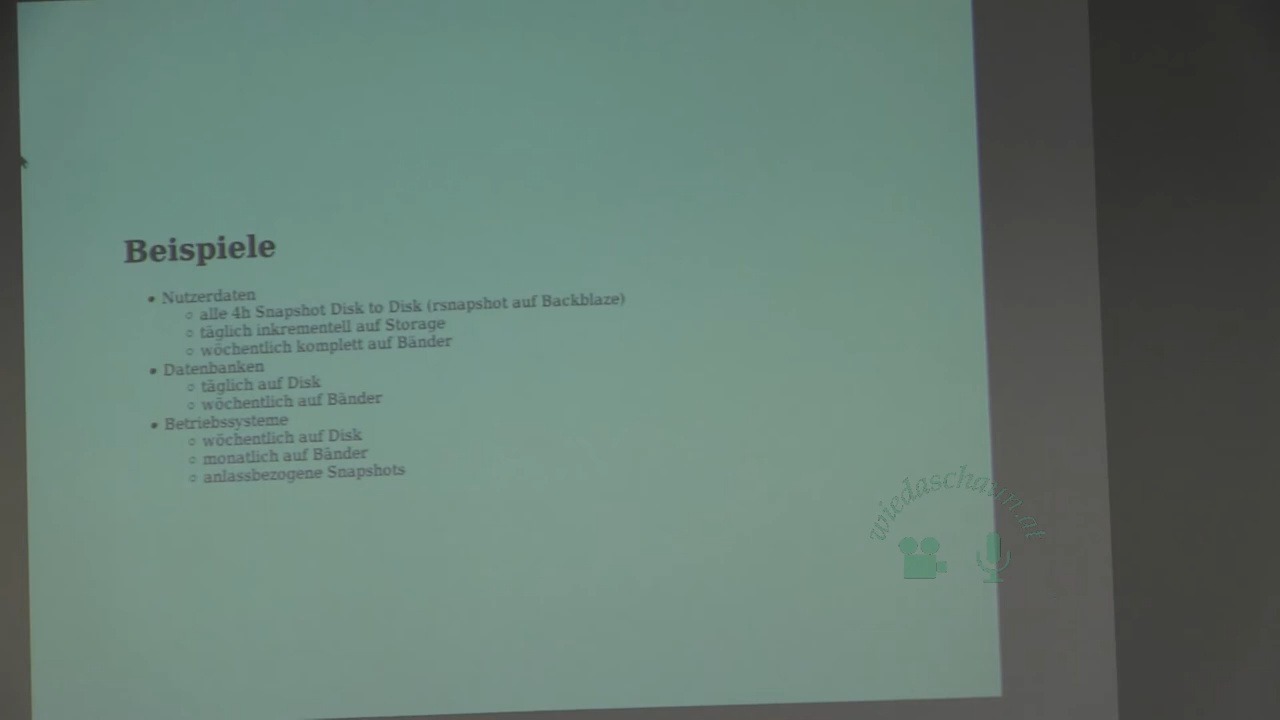 Beispiele
• Nutzerdaten
○ alle 4h Snapshot Disk to Disk (rsnapshot auf Backblaze)
○ täglich inkrementell auf Storage
○ wöchentlich komplett auf Bänder
• Datenbanken
○ täglich auf Disk
○ wöchentlich auf Bänder
• Betriebssysteme
○ wöchentlich auf Disk
○ monatlich auf Bänder
○ anlassbezogene Snapshots
wiedaschaun.at